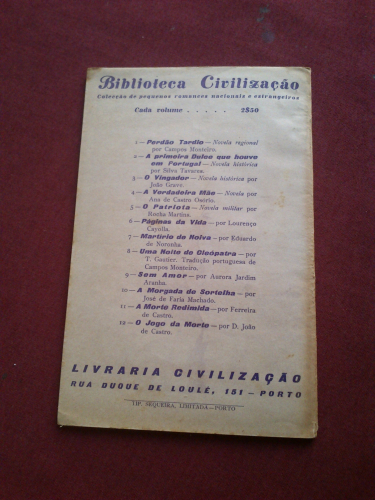 Biblioteca Civilização
Colecção de pequenos romances nacionais e estrangeiros
Cada volume . . . . . 2$50
1—Perdão Tardio—Novela regional
por Campos Monteiro.
2—A primeira Dulce que houve
em Portugal—Novela histórica
por Silva Tavares.
3—O Vingador—Novela histórica por
João Grave.
4—A Verdadeira Mãe—Novela por
Ana de Castro Osorio.
5—O Patriota—Novela militar por
Rocha Martins.
6—Páginas da Vida—por Lourenço
Cayolla.
7—Martirio de Noiva—por Eduardo
de Noronha.
8—Uma Noite de Cleópatra—por
T. Gautier. Tradução portuguesa de
Campos Monteiro.
9—Sem Amor—por Aurora Jardim
Aranha.
10—A Morgada de Sortelha—por
José de Faria Machado.
11—A Morte Redimida—por Ferreira
de Castro.
12—O Jogo da Morte—por D. João
de Castro.
LIVRARIA CIVILIZAÇÃO
RUA DUQUE DE LOULÉ, 151 — PORTO
TIP. SEQUEIRA, LIMITADA—PORTO